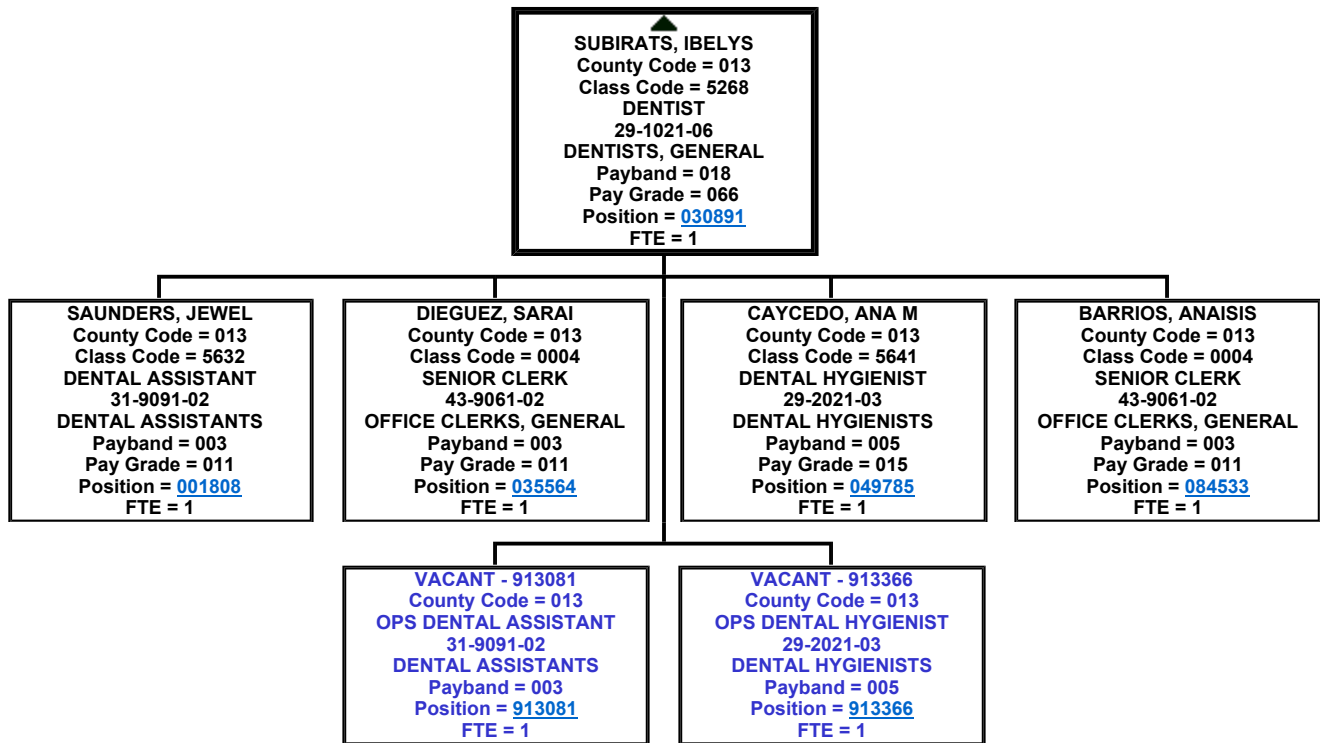 SUBIRATS, IBELYS
County Code = 013
Class Code = 5268
DENTIST
29-1021-06
DENTISTS, GENERAL
Payband = 018
Pay Grade = 066
Position = 030891
FTE = 1
SAUNDERS, JEWEL
County Code = 013
Class Code = 5632
DENTAL ASSISTANT
31-9091-02
DENTAL ASSISTANTS
Payband = 003
Pay Grade = 011
Position = 001808
FTE = 1
DIEGUEZ, SARAI
County Code = 013
Class Code = 0004
SENIOR CLERK
43-9061-02
OFFICE CLERKS, GENERAL
Payband = 003
Pay Grade = 011
Position = 035564
FTE = 1
CAYCEDO, ANA M
County Code = 013
Class Code = 5641
DENTAL HYGIENIST
29-2021-03
DENTAL HYGIENISTS
Payband = 005
Pay Grade = 015
Position = 049785
FTE = 1
BARRIOS, ANAISIS
County Code = 013
Class Code = 0004
SENIOR CLERK
43-9061-02
OFFICE CLERKS, GENERAL
Payband = 003
Pay Grade = 011
Position = 084533
FTE = 1
VACANT - 913081
County Code = 013
OPS DENTAL ASSISTANT
31-9091-02
DENTAL ASSISTANTS
Payband = 003
Position = 913081
FTE = 1
VACANT - 913366
County Code = 013
OPS DENTAL HYGIENIST
29-2021-03
DENTAL HYGIENISTS
Payband = 005
Position = 913366
FTE = 1